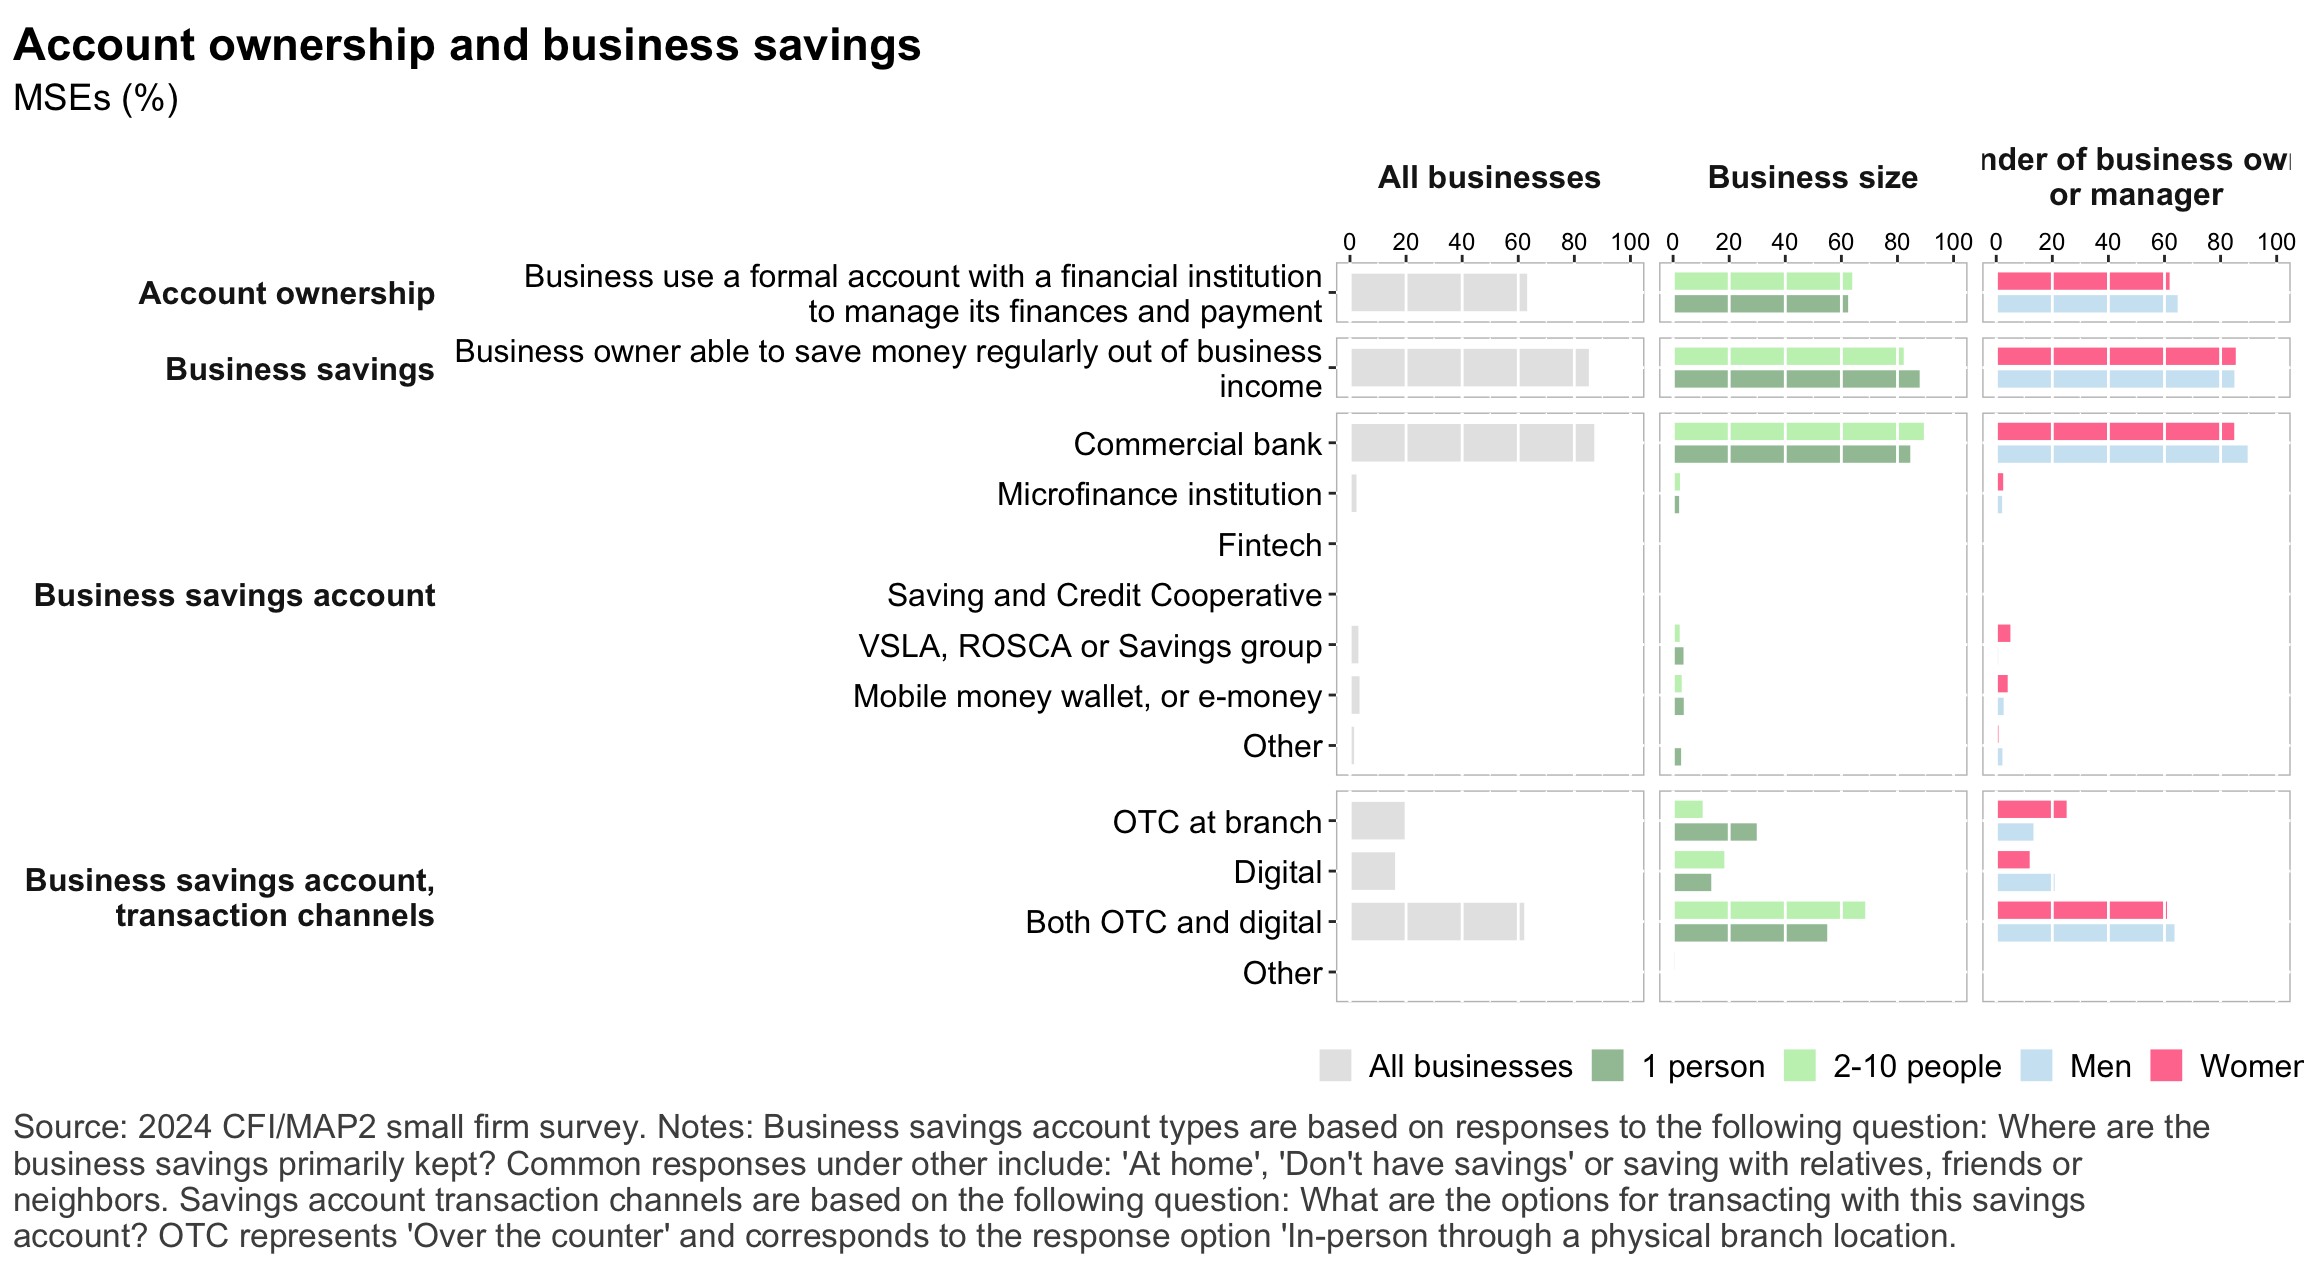 Account ownership and business savings
MSEs (%)
All businesses
Business size
nder of business ow
or manager
0 20 40 60 80 100
0 20 40 60 80 100
0 20 40 60 80 100
Account ownership
Business use a formal account with a financial institution
to manage its finances and payment
Business savings
Business owner able to save money regularly out of business
income
Business savings account
Commercial bank
Microfinance institution
Fintech
Saving and Credit Cooperative
VSLA, ROSCA or Savings group
Mobile money wallet, or e-money
Other
Business savings account,
transaction channels
OTC at branch
Digital
Both OTC and digital
Other
All businesses
1 person
2-10 people
Men
Women
Source: 2024 CFI/MAP2 small firm survey. Notes: Business savings account types are based on responses to the following question: Where are the
business savings primarily kept? Common responses under other include: 'At home', 'Don't have savings' or saving with relatives, friends or
neighbors. Savings account transaction channels are based on the following question: What are the options for transacting with this savings
account? OTC represents 'Over the counter' and corresponds to the response option 'In-person through a physical branch location.